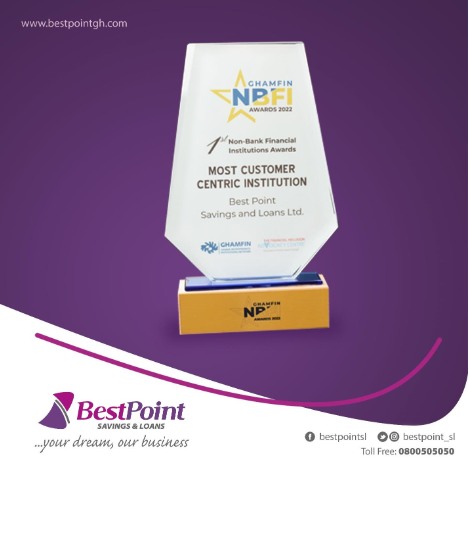 www.bestpointgh.com
GHAMFIN
NBFI
AWARDS 2022
1st Non-Bank Financial
Institutions Awards
MOST CUSTOMER
CENTRIC INSTITUTION
Best Point
Savings and Loans Ltd.
GHAMFIN
GHAMFIN
NBFI
AWARDS 2022
BestPoint
SAVINGS & LOANS
...your dream, our business
bestpointsl bestpoint_sl
Toll Free: 0800505050